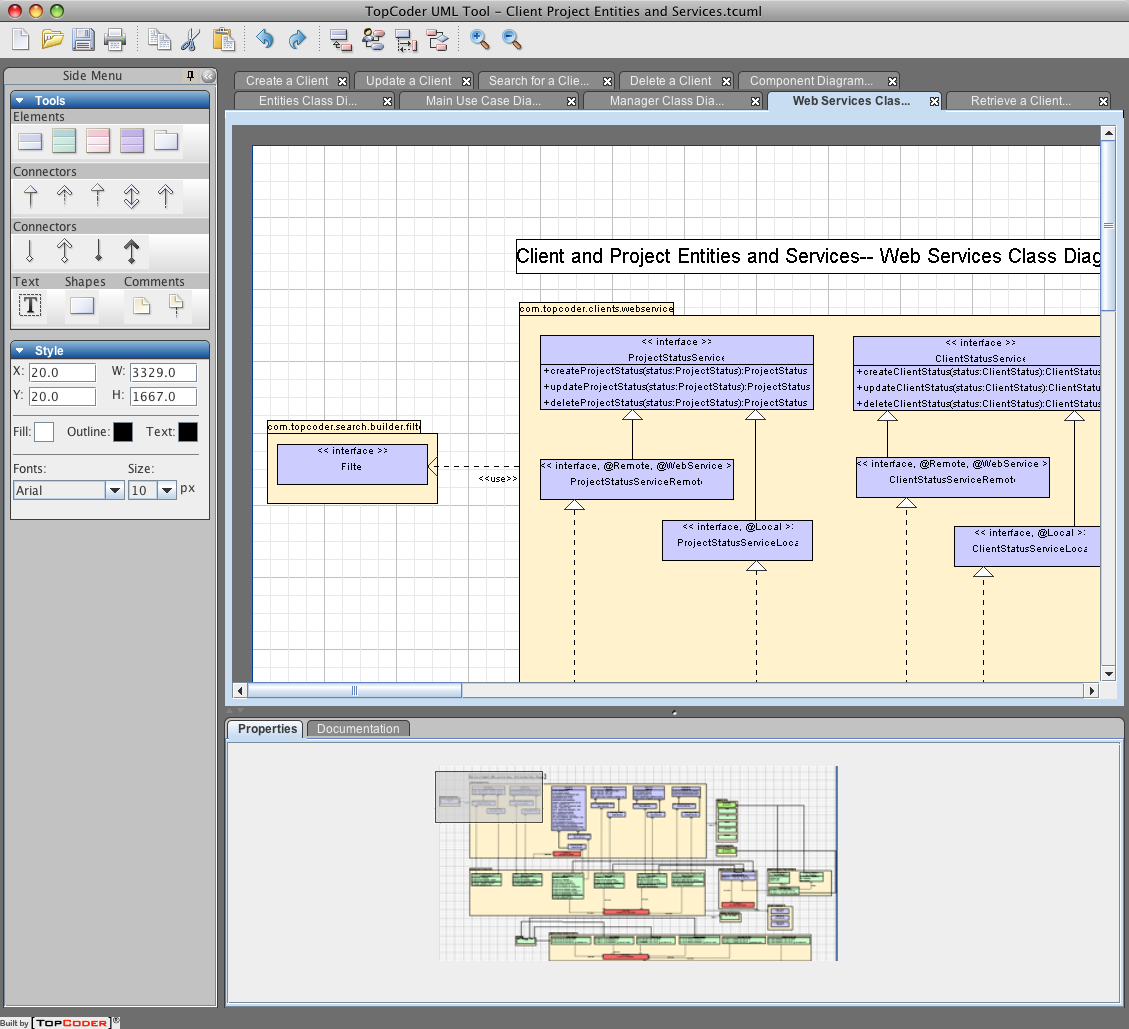 TopCoder UML Tool - Client Project Entities and Services.tcuml
Side Menu
Tools
Elements
Connectors
Connectors
Text Shapes Comments
T
Style
X: 20.0 W: 3329.0
Y: 20.0 H: 1667.0
Fill: Outline: Text:
Fonts: Size:
Arial 10 px
Create a Client Update a Client Search for a Clie... Delete a Client Component Diagram...
Entities Class Di... Main Use Case Dia... Manager Class Dia... Web Services Clas... Retrieve a Client...
Client and Project Entities and Services-- Web Services Class Diag
com.topcoder.clients.webservice
<< interface >>
ProjectStatusService
+createProjectStatus(status:ProjectStatus):ProjectStatus
+updateProjectStatus(status:ProjectStatus):ProjectStatus
+deleteProjectStatus(status:ProjectStatus):ProjectStatus
<< interface >>
ClientStatusService
+createClientStatus(status:ClientStatus):ClientStatus
+updateClientStatus(status:ClientStatus):ClientStatus
+deleteClientStatus(status:ClientStatus):ClientStatus
com.topcoder.search.builder.filte
<< interface >>
Filte
<<use>>
<< interface, @Remote, @WebService >
ProjectStatusServiceRemot
<< interface, @Remote, @WebService >
ClientStatusServiceRemot
<< interface, @Local >:
ProjectStatusServiceLoca
<< interface, @Local >:
ClientStatusServiceLoca
Properties Documentation
Built by [TOPCODER]®